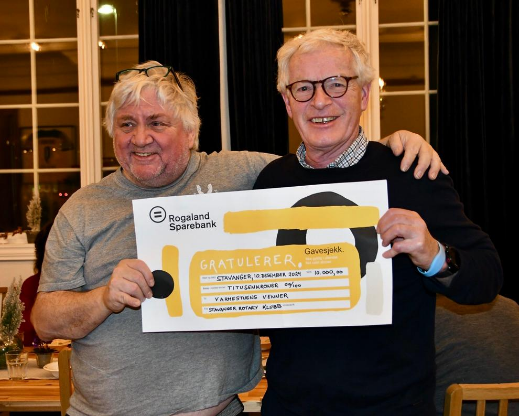 Rogaland
Sparebank
Gavesjekk.
GRATULERER,
STAVANGER, 10. DESEMBER 2024 10.000,00
TITUSENKRONER 00/100
VARMESTUENS VENNER
STAVANGER ROTARY KLUBB